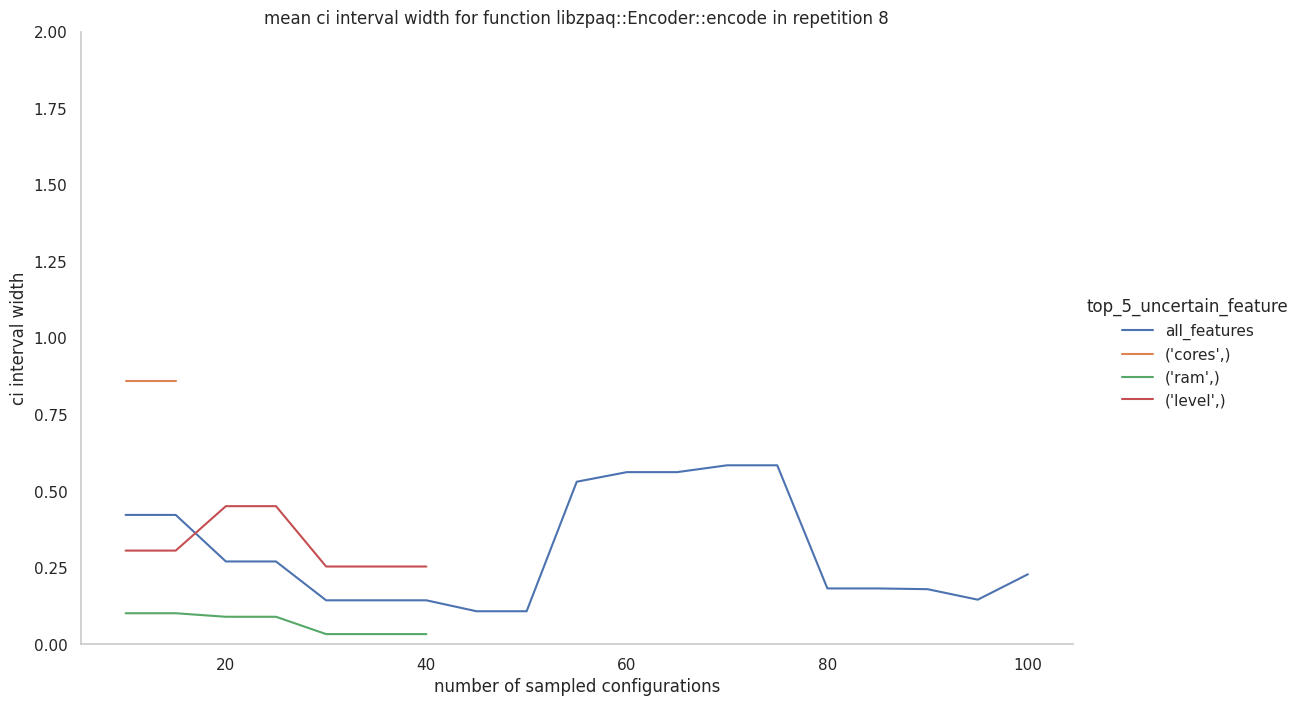 mean ci interval width for function libzpaq::Encoder::encode in repetition 8
ci interval width
2.00
1.75
1.50
1.25
1.00
0.75
0.50
0.25
0.00
20
40
60
80
100
number of sampled configurations
top_5_uncertain_feature
all_features
('cores',)
('ram',)
('level',)